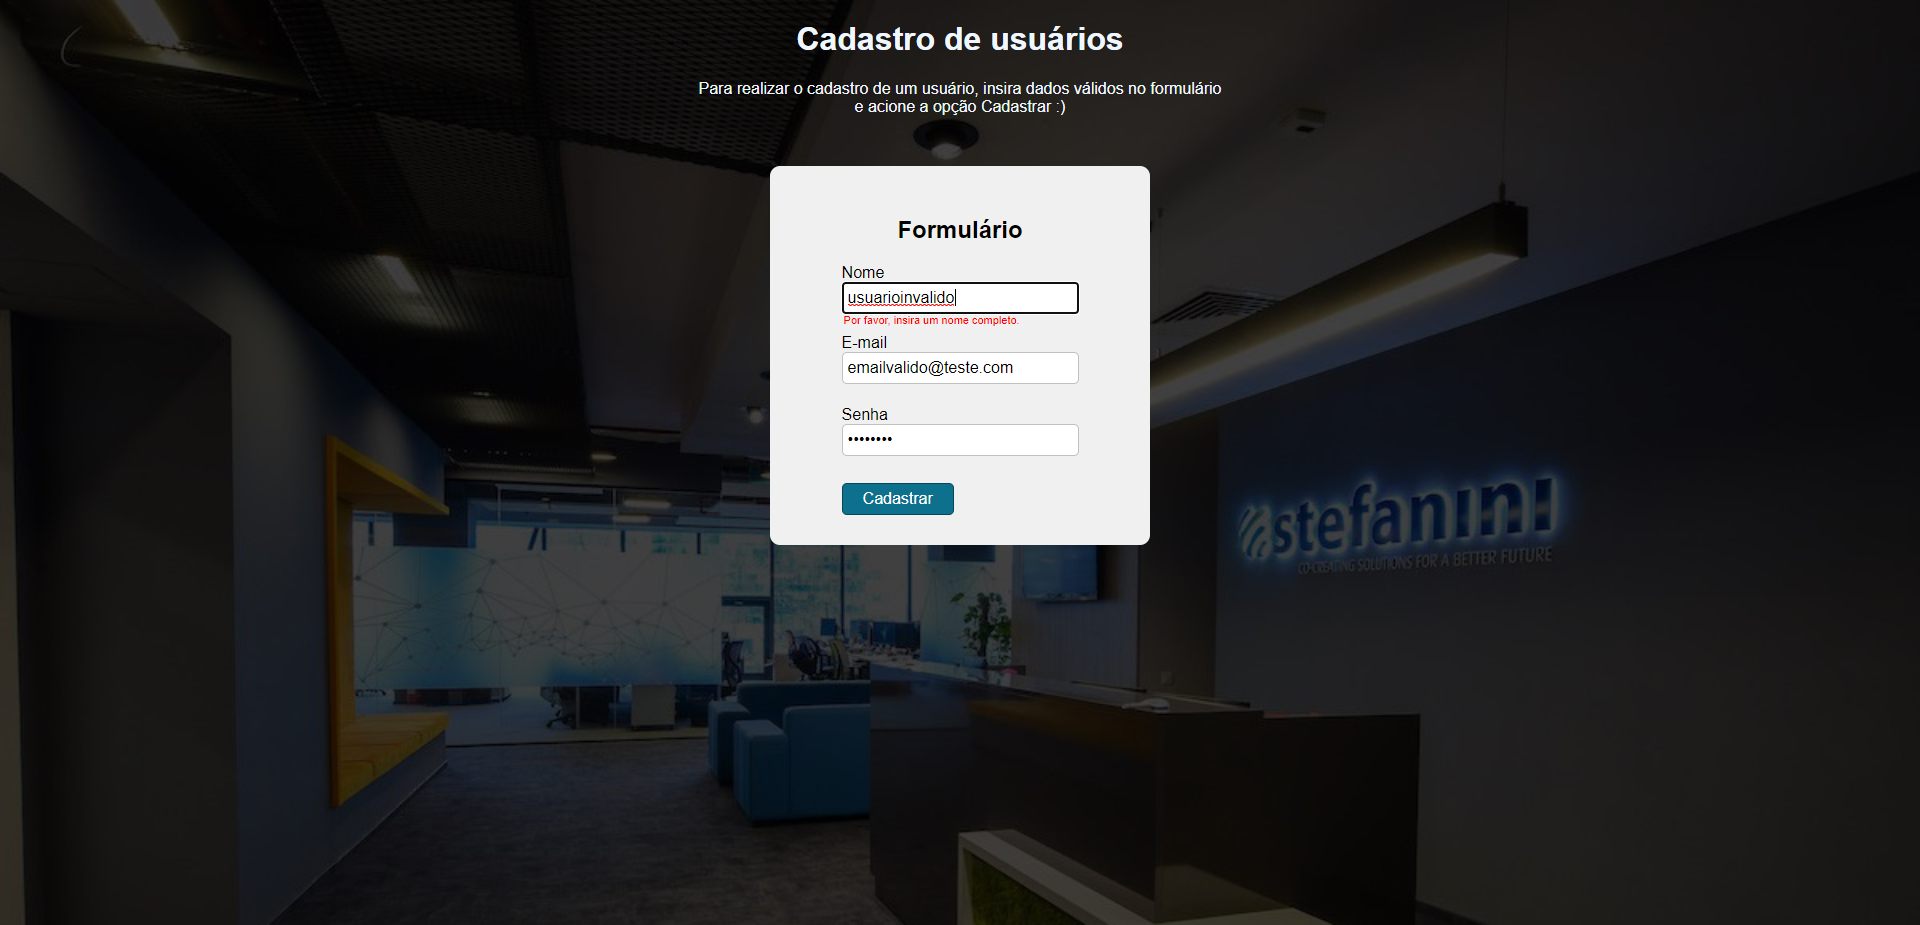 Cadastro de usuários
Para realizar o cadastro de um usuário, insira dados válidos no formulário
e acione a opção Cadastrar :)
Formulário
Nome
usuarioinvalido
Por favor, insira um nome completo.
E-mail
emailvalido@teste.com
Senha
••••••••
Cadastrar
stefanini
CO-CREATING SOLUTIONS FOR A BETTER FUTURE